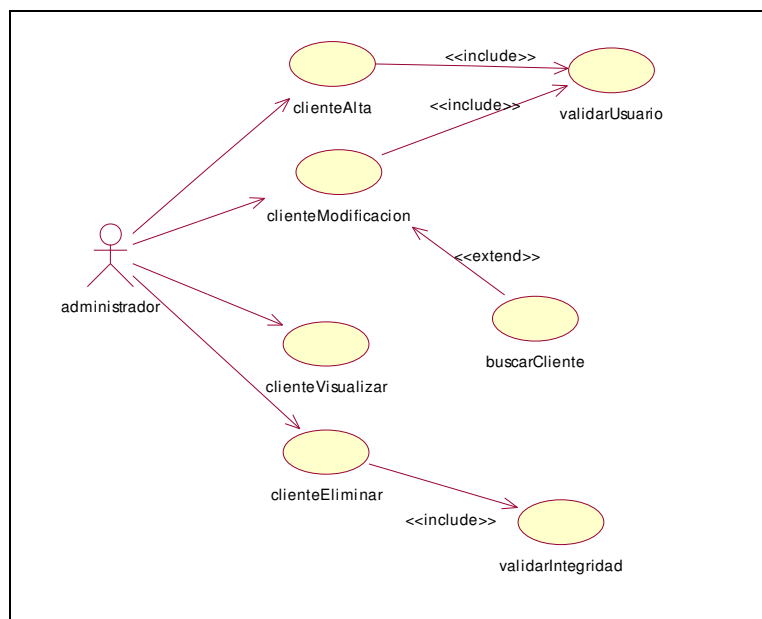 <<include>>
clienteAlta
validarUsuario
<<include>>
clienteModificacion
<<extend>>
administrador
buscarCliente
clienteVisualizar
clienteEliminar
<<include>>
validarIntegridad